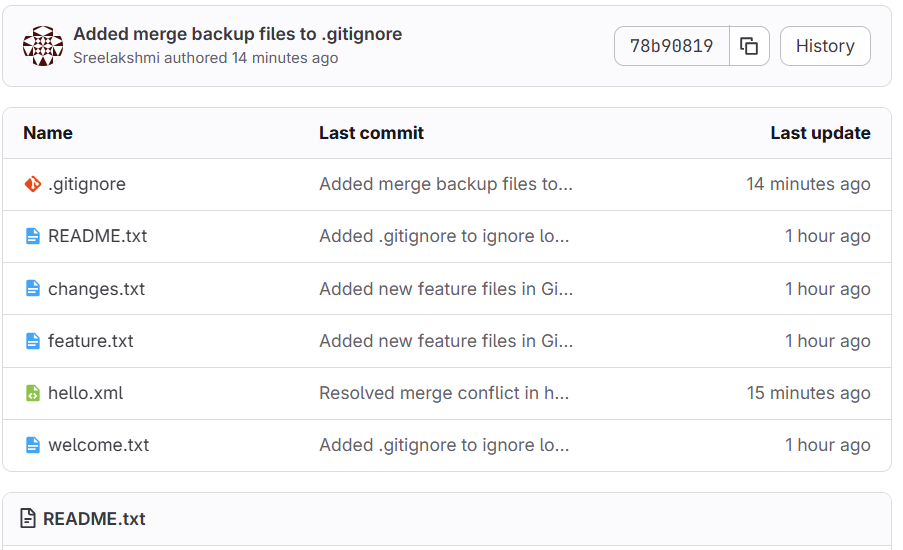 Added merge backup files to .gitignore
Sreelakshmi authored 14 minutes ago
78b90819
History
Name Last commit Last update
.gitignore Added merge backup files to... 14 minutes ago
README.txt Added .gitignore to ignore lo... 1 hour ago
changes.txt Added new feature files in Gi... 1 hour ago
feature.txt Added new feature files in Gi... 1 hour ago
hello.xml Resolved merge conflict in h... 15 minutes ago
welcome.txt Added .gitignore to ignore lo... 1 hour ago
README.txt